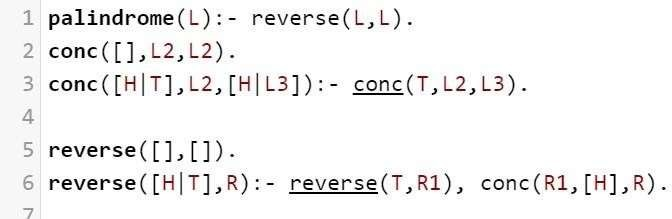 1 palindrome(L):- reverse(L,L).
2 conc([],L2,L2).
3 conc([H|T],L2,[H|L3]):- conc(T,L2,L3).
4
5 reverse([],[]).
6 reverse([H|T],R):- reverse(T,R1), conc(R1,[H],R).
7